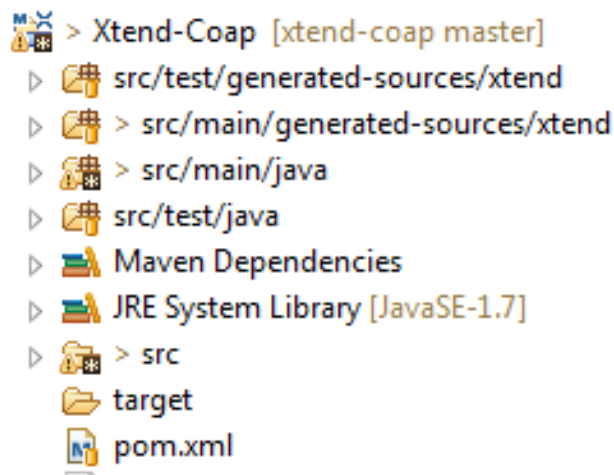 > Xtend-Coap [xtend-coap master]
src/test/generated-sources/xtend
> src/main/generated-sources/xtend
> src/main/java
src/test/java
Maven Dependencies
JRE System Library [JavaSE-1.7]
> src
target
pom.xml